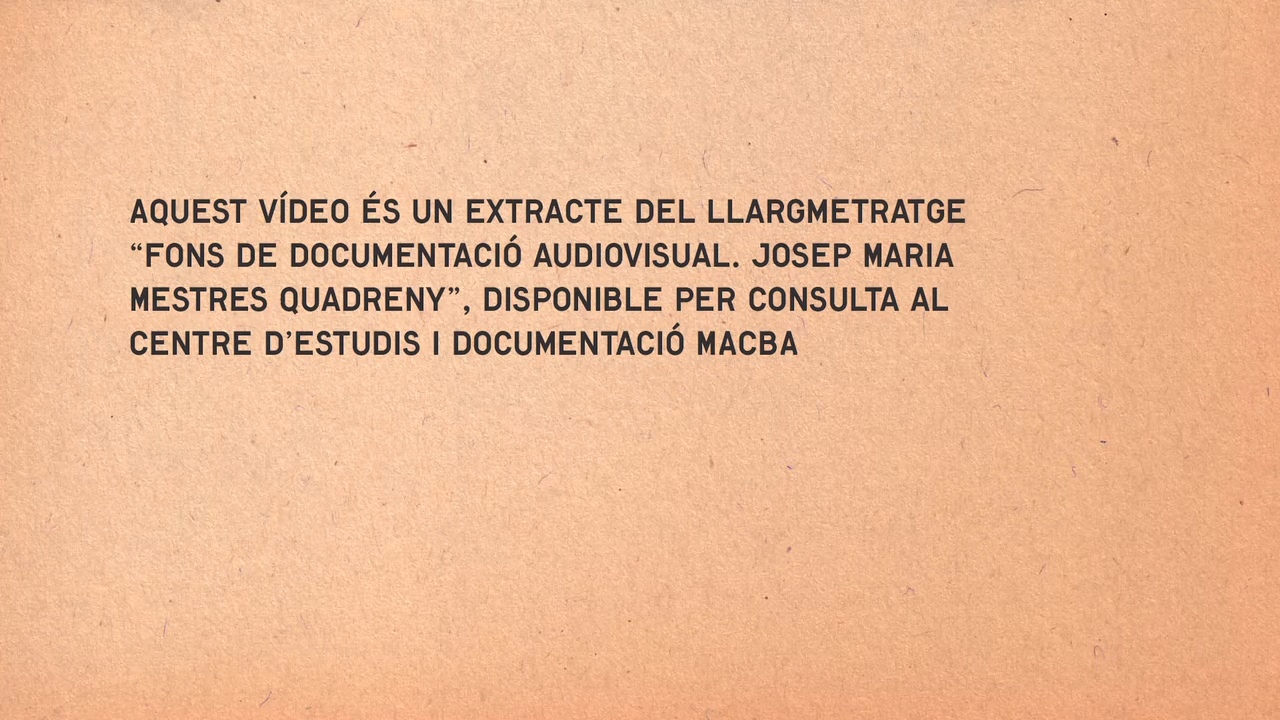 AQUEST VÍDEO ÉS UN EXTRACTE DEL LLARGMETRATGE
“FONS DE DOCUMENTACIÓ AUDIOVISUAL. JOSEP MARIA
MESTRES QUADRENY”, DISPONIBLE PER CONSULTA AL
CENTRE D’ESTUDIS I DOCUMENTACIÓ MACBA